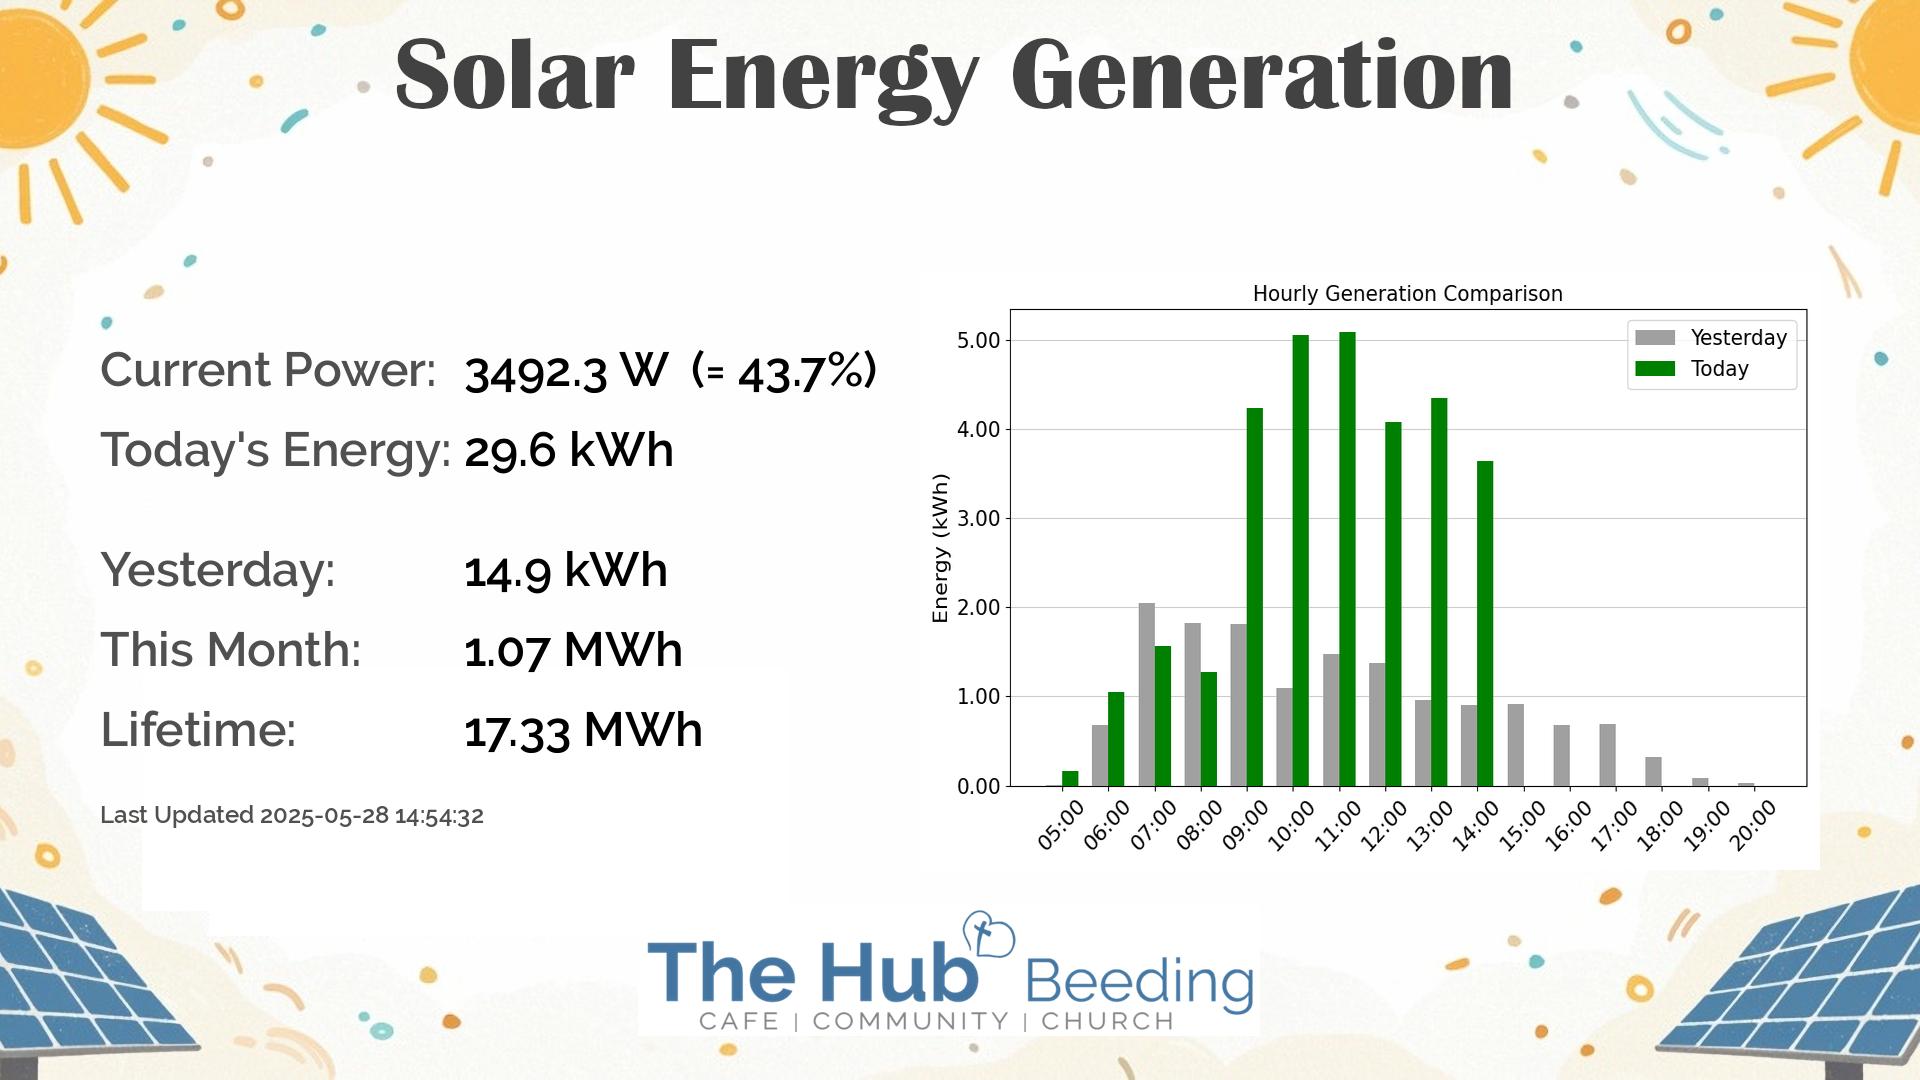 Solar Energy Generation
Current Power: 3492.3 W (= 43.7%)
Today's Energy: 29.6 kWh
Yesterday: 14.9 kWh
This Month: 1.07 MWh
Lifetime: 17.33 MWh
Last Updated 2025-05-28 14:54:32
Hourly Generation Comparison
Yesterday
Today
Energy (kWh)
5.00
4.00
3.00
2.00
1.00
0.00
05:00 06:00 07:00 08:00 09:00 10:00 11:00 12:00 13:00 14:00 15:00 16:00 17:00 18:00 19:00 20:00
The Hub Beeding
CAFE | COMMUNITY | CHURCH